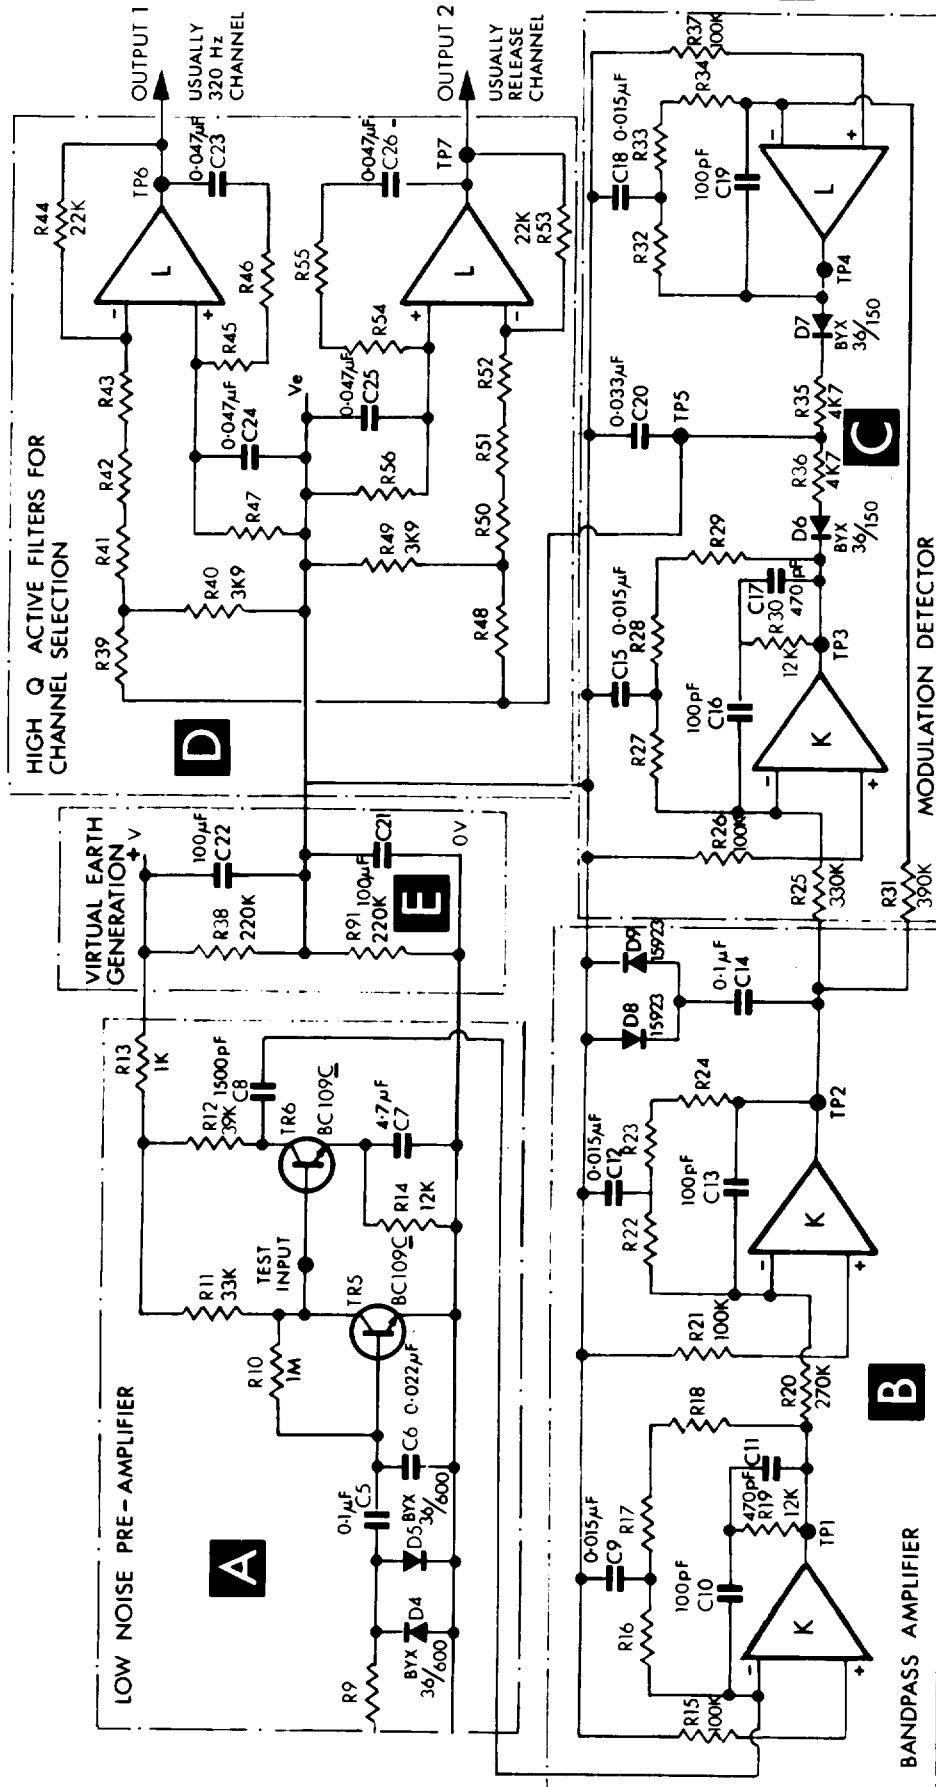 LOW NOISE PRE-AMPLIFIER
A
R9
BYX
36/600
D4
D5
BYX
36/600
0·1µF
C5
C6
0·022µF
R10
1M
R11
33K
TR5
BC109C
TEST
INPUT
R14
12K
C7
4·7µF
TR6
BC109C
R12
39K
1500pF
C8
R13
1K
VIRTUAL EARTH
GENERATION
+V
R38
220K
100µF
C22
R91
220K
100µF
C21
E
0V
HIGH Q ACTIVE FILTERS FOR
CHANNEL SELECTION
D
R39
R40
3K9
R41
R42
R43
R44
22K
-
+
L
TP6
OUTPUT 1
USUALLY
320 Hz
CHANNEL
0·047µF
C23
R45
R46
R47
0·047µF
C24
Ve
R48
R49
3K9
R50
R51
R52
22K
R53
R56
0·047µF
C25
R54
R55
+
-
L
0·047µF
C26
TP7
OUTPUT 2
USUALLY
RELEASE
CHANNEL
BANDPASS AMPLIFIER
B
R15
100K
R16
0·015µF
C9
R17
R18
100pF
C10
470pF
C11
R19
12K
TP1
-
+
K
R20
270K
R21
100K
R22
0·015µF
C12
R23
R24
100pF
C13
-
+
K
TP2
D8
15923
D9
15923
0·1µF
C14
MODULATION DETECTOR
C
R25
330K
R26
100K
R27
C15
0·015µF
R28
R29
100pF
C16
C17
470pF
R30
12K
TP3
-
+
K
R31
390K
D6
BYX
36/150
R36
4K7
R35
4K7
0·033µF
C20
TP5
D7
BYX
36/150
TP4
R32
C18
0·015µF
R33
R34
100pF
C19
L
-
+
R37
100K